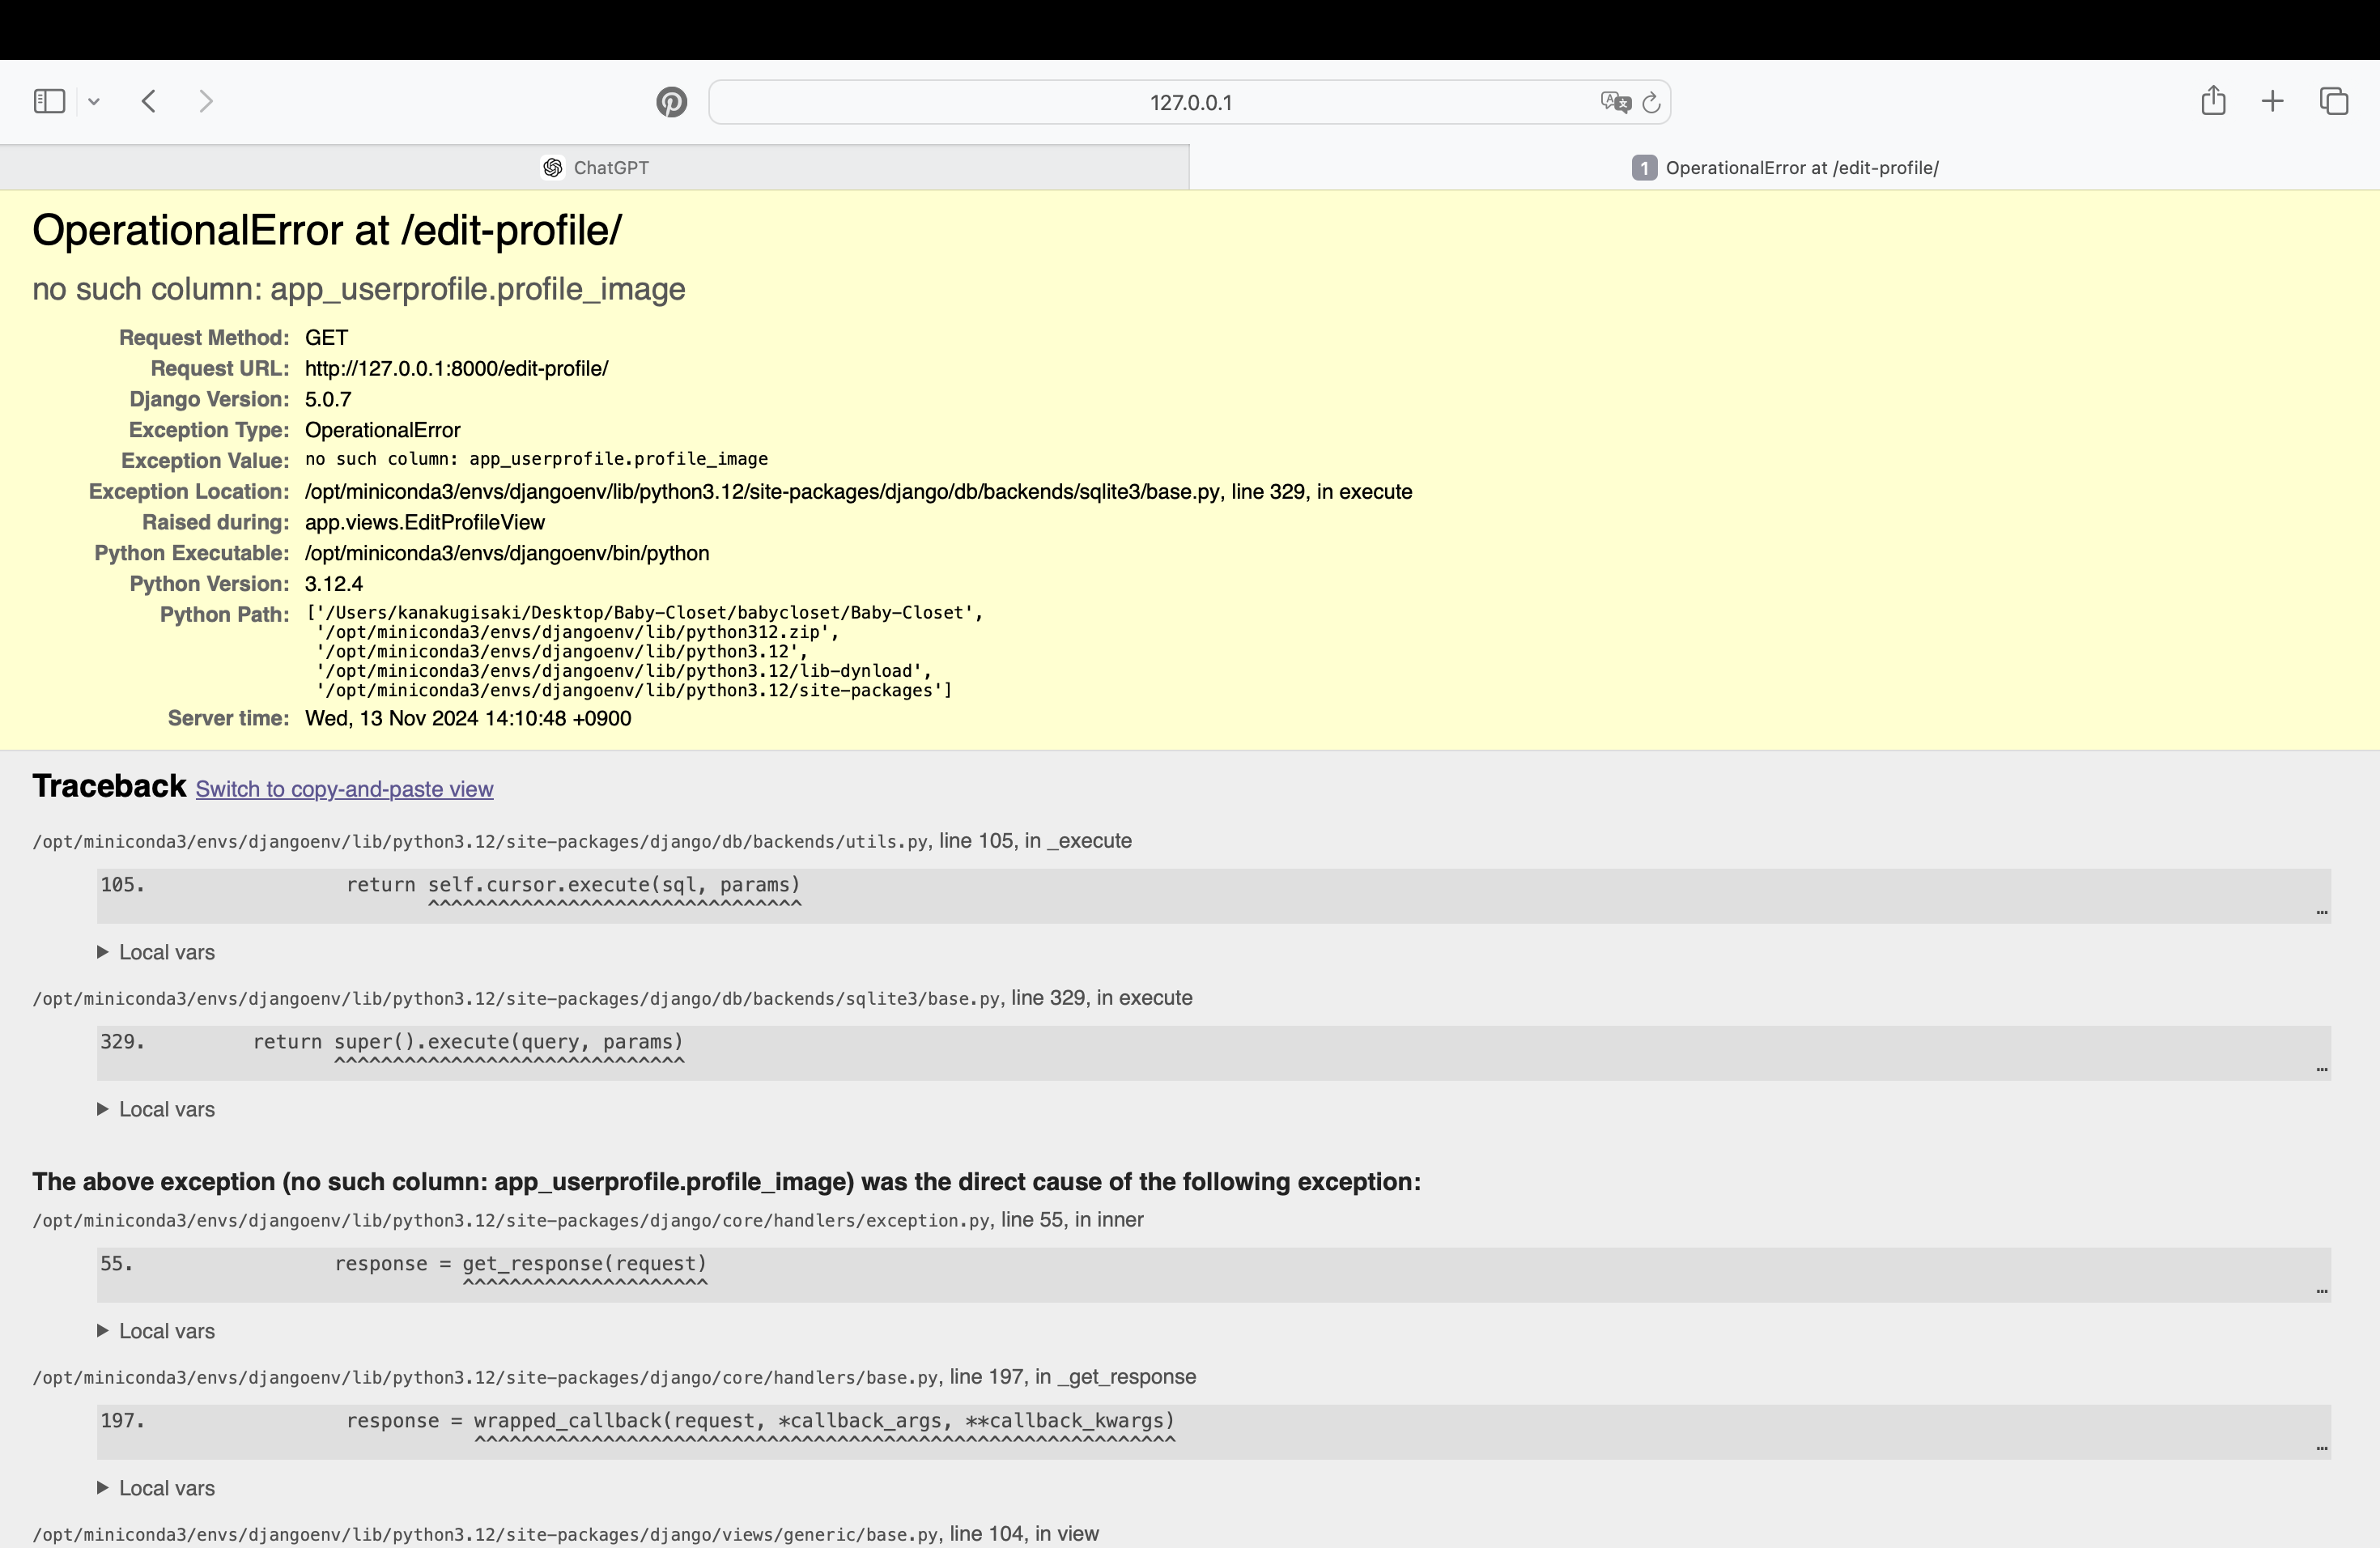 127.0.0.1
ChatGPT
1 OperationalError at /edit-profile/
OperationalError at /edit-profile/
no such column: app_userprofile.profile_image
Request Method: GET
Request URL: http://127.0.0.1:8000/edit-profile/
Django Version: 5.0.7
Exception Type: OperationalError
Exception Value: no such column: app_userprofile.profile_image
Exception Location: /opt/miniconda3/envs/djangoenv/lib/python3.12/site-packages/django/db/backends/sqlite3/base.py, line 329, in execute
Raised during: app.views.EditProfileView
Python Executable: /opt/miniconda3/envs/djangoenv/bin/python
Python Version: 3.12.4
Python Path: ['/Users/kanakugisaki/Desktop/Baby-Closet/babycloset/Baby-Closet',
'/opt/miniconda3/envs/djangoenv/lib/python312.zip',
'/opt/miniconda3/envs/djangoenv/lib/python3.12',
'/opt/miniconda3/envs/djangoenv/lib/python3.12/lib-dynload',
'/opt/miniconda3/envs/djangoenv/lib/python3.12/site-packages']
Server time: Wed, 13 Nov 2024 14:10:48 +0900
Traceback Switch to copy-and-paste view
/opt/miniconda3/envs/djangoenv/lib/python3.12/site-packages/django/db/backends/utils.py, line 105, in _execute
105. return self.cursor.execute(sql, params)
^^^^^^^^^^^^^^^^^^^^^^^^^^^^^^^^
…
Local vars
/opt/miniconda3/envs/djangoenv/lib/python3.12/site-packages/django/db/backends/sqlite3/base.py, line 329, in execute
329. return super().execute(query, params)
^^^^^^^^^^^^^^^^^^^^^^^^^^^^^^
…
Local vars
The above exception (no such column: app_userprofile.profile_image) was the direct cause of the following exception:
/opt/miniconda3/envs/djangoenv/lib/python3.12/site-packages/django/core/handlers/exception.py, line 55, in inner
55. response = get_response(request)
^^^^^^^^^^^^^^^^^^^^^
…
Local vars
/opt/miniconda3/envs/djangoenv/lib/python3.12/site-packages/django/core/handlers/base.py, line 197, in _get_response
197. response = wrapped_callback(request, *callback_args, **callback_kwargs)
^^^^^^^^^^^^^^^^^^^^^^^^^^^^^^^^^^^^^^^^^^^^^^^^^^^^^^^^^^^^
…
Local vars
/opt/miniconda3/envs/djangoenv/lib/python3.12/site-packages/django/views/generic/base.py, line 104, in view